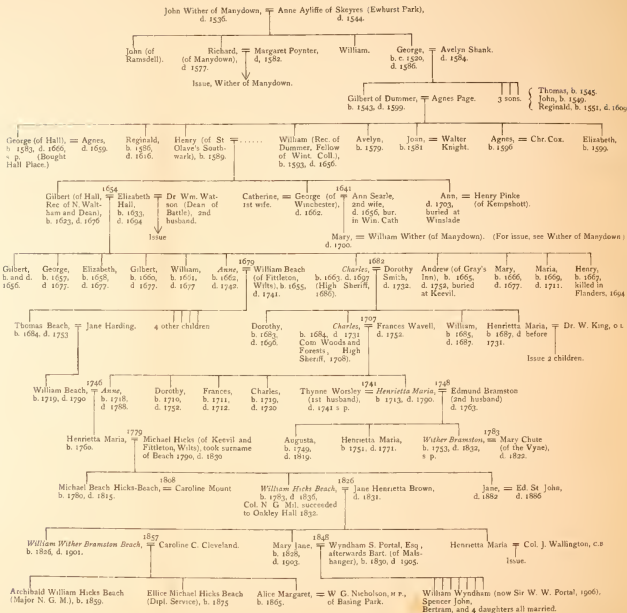 John Wither of Manydown, = Anne Ayliffe of Skeyres (Ewhurst Park),
d. 1536. d. 1544.
John (of Richard, = Margaret Poynter, William. George, = Avelyn Shank.
Ramsdell). (of Manydown), d, 1582. b. c. 1520, d. 1584.
d. 1577. d. 1586.
Issue, Wither of Manydown.
Gilbert of Dummer, = Agnes Page. 3 sons. { Thomas, b. 1545.
b. 1543, d. 1599. John, b. 1549.
Reginald, b. 1551, d. 1609
George (of Hall), = Agnes, Reginald, Henry (of St = ...... William (Rec. of Avelyn, Joan, = Walter Agnes = Chr. Cox. Elizabeth,
b 1583, d. 1666, d. 1659. b. 1586, Olave's South- Dummer, Fellow b. 1579. b. 1581 Knight. b. 1596 b. 1599.
s p. (Bought d. 1616. wark), b. 1589. of Wint. Coll.),
Hall Place.) b. 1593, d. 1656.
1654 1641
Gilbert (of Hall, = Elizabeth = Dr Wm. Wat- Catherine = George (of = Ann Searle, Ann, = Henry Pinke
Rec of N. Walt- Hall, son (Dean of 1st wife. Winchester), 2nd wife, d. 1703, (of Kempshott).
ham and Dean), b. 1633, Battle), 2nd d. 1662. d. 1656, bur. buried at
b. 1623, d. 1676 d. 1694 husband. in Win. Cath Winslade
Issue
Mary, = William Wither (of Manydown). (For issue, see Wither of Manydown)
d. 1700.
1679 1682
Gilbert, George, Elizabeth, Gilbert, William, Anne, = William Beach Charles, = Dorothy Andrew (of Gray's Mary, Maria, Henry,
b. and d. b. 1657, b. 1658, b. 1660, b. 1661, b. 1662, (of Fittleton, b. 1663. d. 1697 Smith, Inn), b. 1665, b. 1666, b. 1669, b. 1667,
1656. d. 1677. d. 1677 d. 1677. d. 1677 d. 1742. Wilts), b. 1655, (High Sheriff, d. 1732. d. 1752, buried d. 1677. d. 1711. killed in
d. 1741. 1686). at Keevil. Flanders, 1694
1707
Thomas Beach, = Jane Harding. 4 other children Dorothy, Charles, = Frances Wavell, William, Henrietta Maria, = Dr. W. King,
b. 1684, d. 1753 b. 1683, b. 1684, d 1731 d. 1752. b. 1685, b. 1687, d before
d. 1696. Com Woods and d. 1687. 1731.
Forests, High Issue 2 children.
Sheriff, 1708).
1746 1741 1748
William Beach, = Anne, Dorothy, Frances, Charles, Thynne Worsley = Henrietta Maria, = Edmund Bramston
b. 1719, d. 1790 b. 1718, b. 1710, b. 1711, b. 1719, (1st husband), b 1713, d. 1790. (2nd husband)
d. 1788. d. 1752. d. 1712. d. 1720 d. 1741 s p. d. 1763.
1779 1783
Henrietta Maria, = Michael Hicks (of Keevil and Augusta, Henrietta Maria, Wither Bramston, = Mary Chute
b. 1760. Fittleton, Wilts), took surname b. 1749, b 1751. d. 1771. b. 1753, d. 1832, (of the Vyne),
of Beach 1790, d. 1830 d. 1819. s p. d. 1822.
1808 1826
Michael Beach Hicks-Beach, = Caroline Mount William Hicks Beach, = Jane Henrietta Brown, Jane, = Ed. St John,
b. 1780, d. 1815. b. 1783, d 1836, d. 1831. d. 1882 d. 1886
Col. N G Mil. succeeded
to Oakley Hall 1832.
1857 1848
William Wither Bramston Beach, = Caroline C. Cleveland. Mary Jane, = Wyndham S. Portal, Esq, Henrietta Maria = Col. J. Wallington, C.B
b. 1826, d. 1901. b. 1828, afterwards Bart. (of Mals- Issue.
d. 1903. hanger), b. 1830, d 1905.
Archibald William Hicks Beach Ellice Michael Hicks Beach Alice Margaret, = W G. Nicholson, M P., William Wyndham (now Sir W. W. Portal, 1906).
(Major N. G. M.), b. 1859. (Dipl. Service), b. 1875 b. 1865. of Basing Park. Spencer John,
Bertram, and 4 daughters all married.